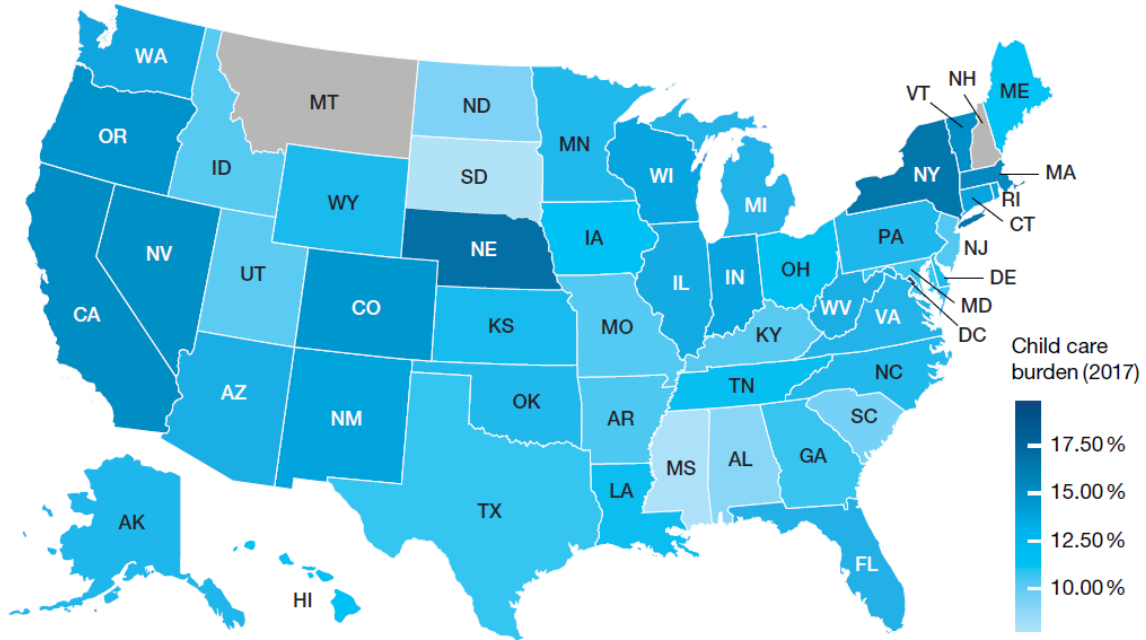 WA
MT
ND
MN
VT
NH
ME
OR
ID
SD
WI
MI
NY
MA
RI
CT
WY
IA
PA
NJ
NV
UT
NE
IL
IN
OH
DE
MD
DC
CA
CO
KS
MO
KY
WV
VA
AZ
NM
OK
AR
TN
NC
SC
MS
AL
GA
TX
LA
AK
HI
FL
Child care
burden (2017)
17.50 %
15.00 %
12.50 %
10.00 %